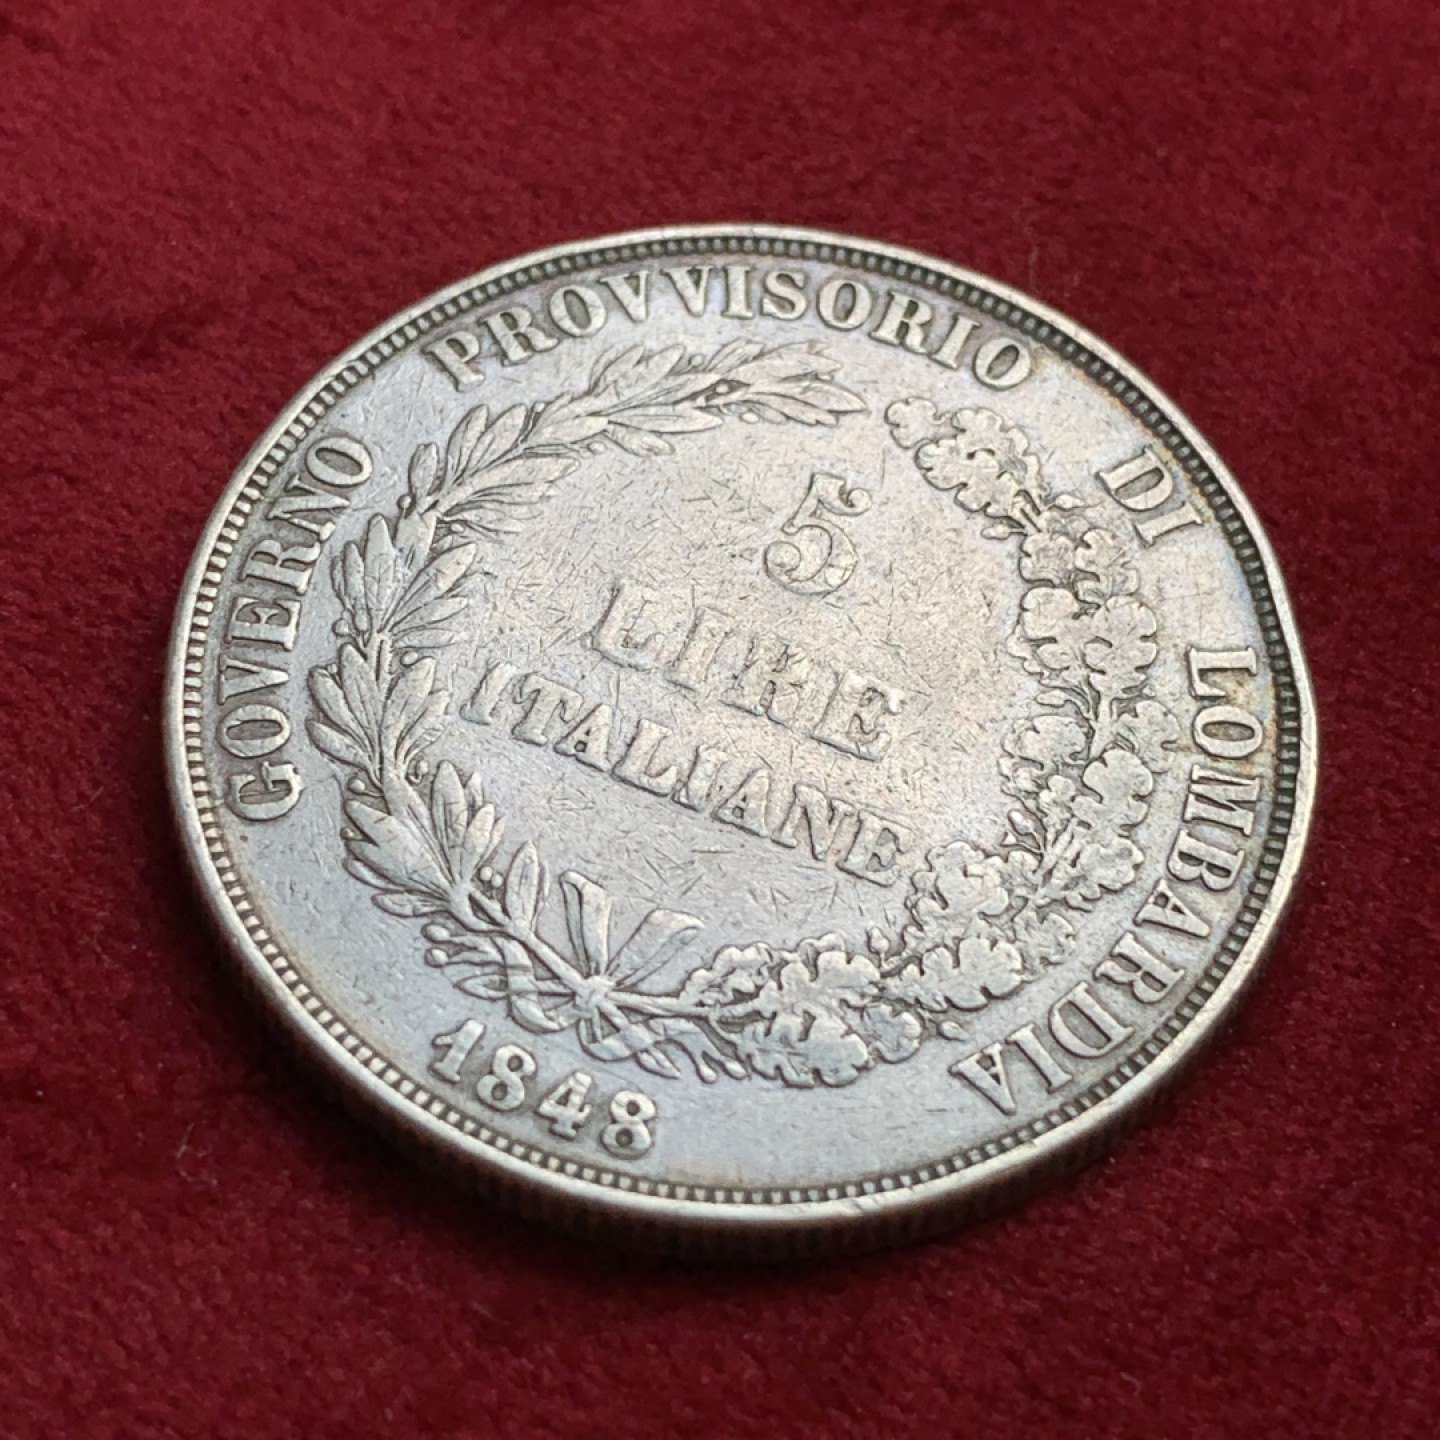 GOVERNO PROVVISORIO DI LOMBARDIA
5
LIRE
ITALIANE
1848